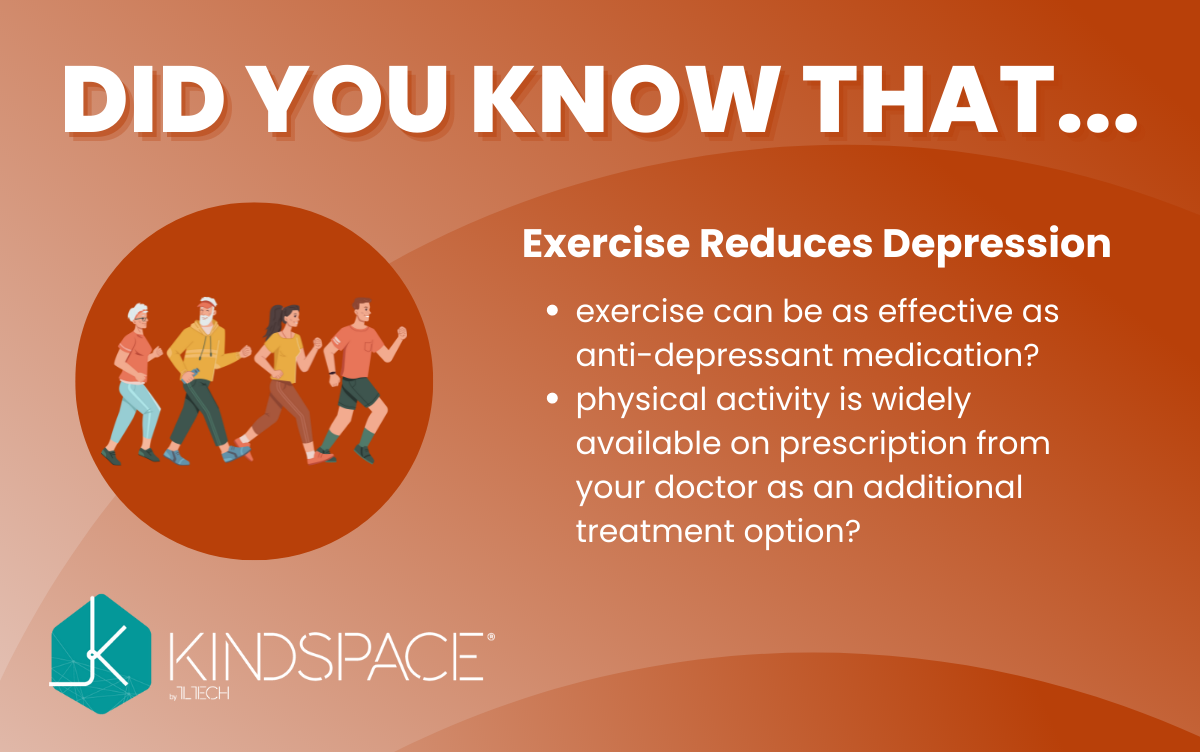 DID YOU KNOW THAT...
Exercise Reduces Depression
• exercise can be as effective as
anti-depressant medication?
• physical activity is widely
available on prescription from
your doctor as an additional
treatment option?
KINDSPACE®
by TLTECH